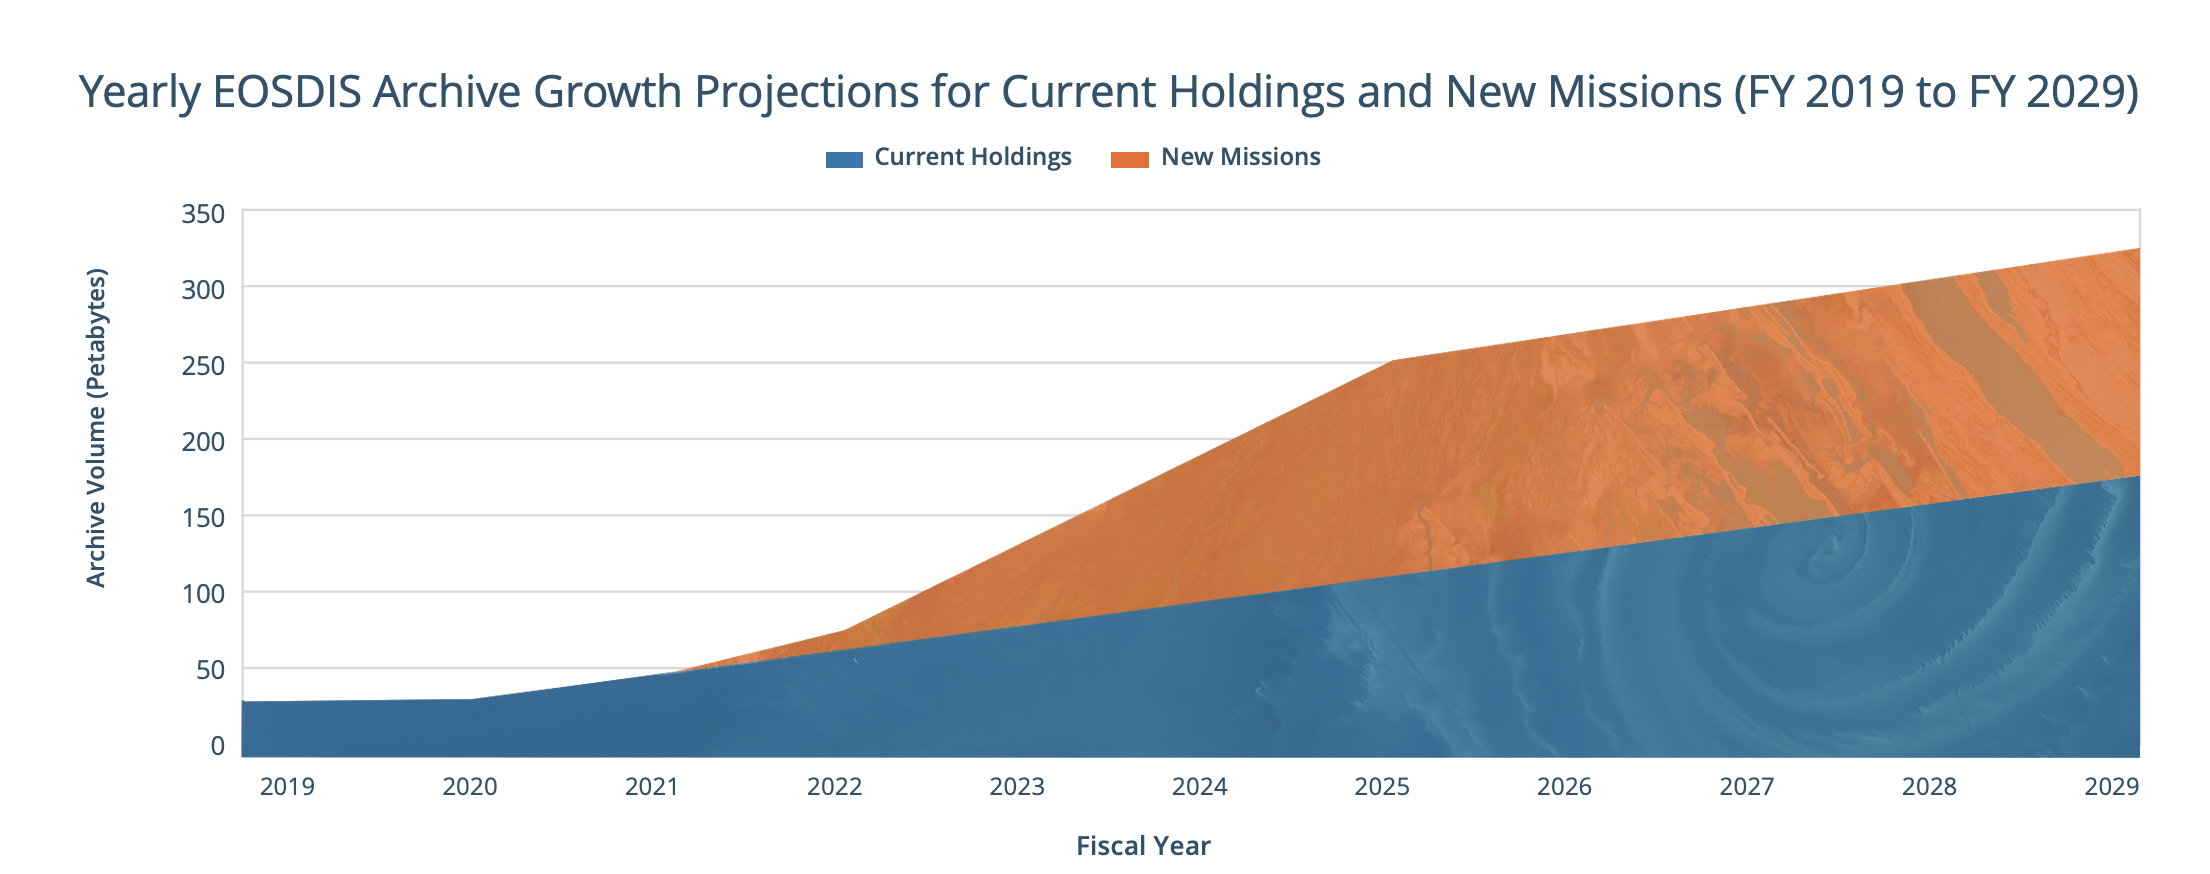 Yearly EOSDIS Archive Growth Projections for Current Holdings and New Missions (FY 2019 to FY 2029)
Current Holdings
New Missions
Archive Volume (Petabytes)
350
300
250
200
150
100
50
0
2019 2020 2021 2022 2023 2024 2025 2026 2027 2028 2029
Fiscal Year